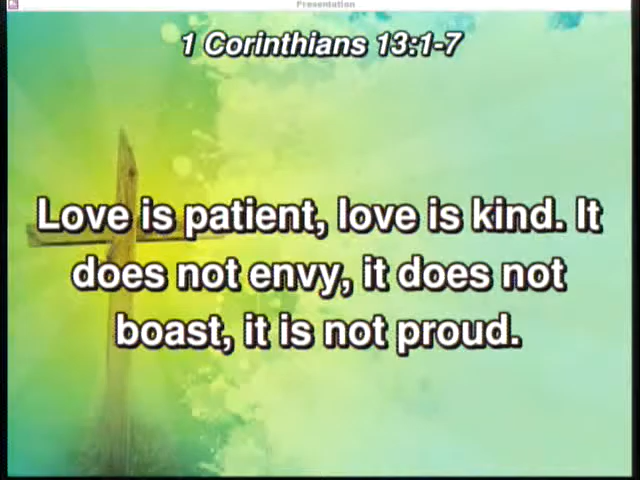 Presentation
1 Corinthians 13:1-7
Love is patient, love is kind. It
does not envy, it does not
boast, it is not proud.